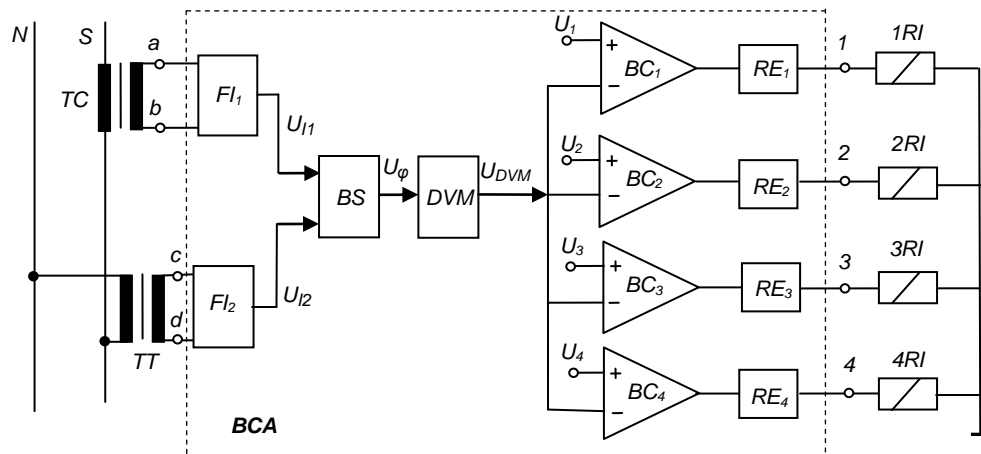 N
S
a
b
TC
FI1
UI1
BS
Uφ
DVM
UDVM
c
d
TT
FI2
UI2
BCA
U1
+
−
BC1
RE1
1
1RI
U2
+
−
BC2
RE2
2
2RI
U3
+
−
BC3
RE3
3
3RI
U4
+
−
BC4
RE4
4
4RI